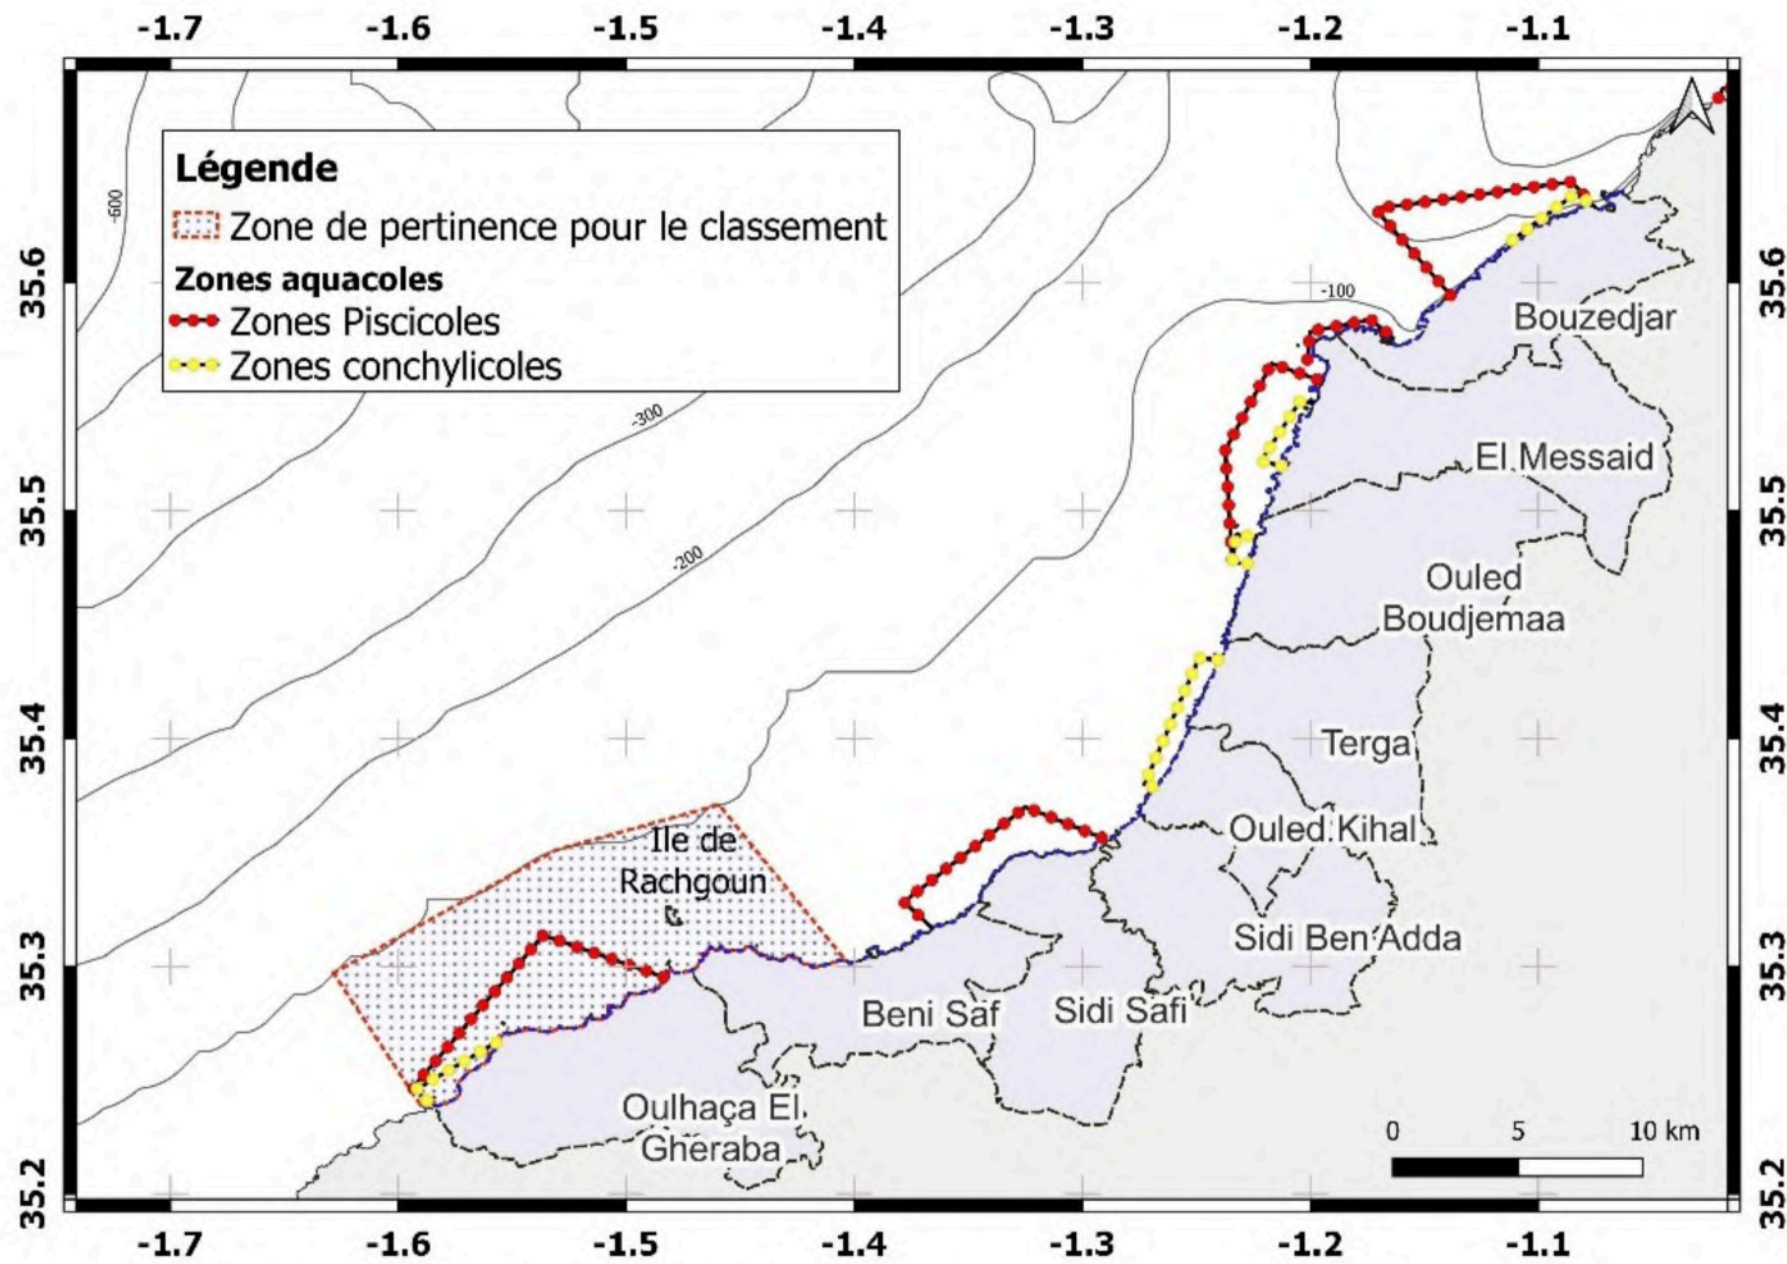 -1.7 -1.6 -1.5 -1.4 -1.3 -1.2 -1.1
Légende
Zone de pertinence pour le classement
Zones aquacoles
Zones Piscicoles
Zones conchylicoles
-600
-300
-200
-100
35.6 35.6
35.5 35.5
35.4 35.4
35.3 35.3
35.2 35.2
Bouzedjar
El Messaid
Ouled
Boudjemaa
Terga
Ouled Kihal
Ile de
Rachgoun
Sidi Ben Adda
Beni Saf
Sidi Safi
Oulhaça El
Gheraba
0 5 10 km
-1.7 -1.6 -1.5 -1.4 -1.3 -1.2 -1.1